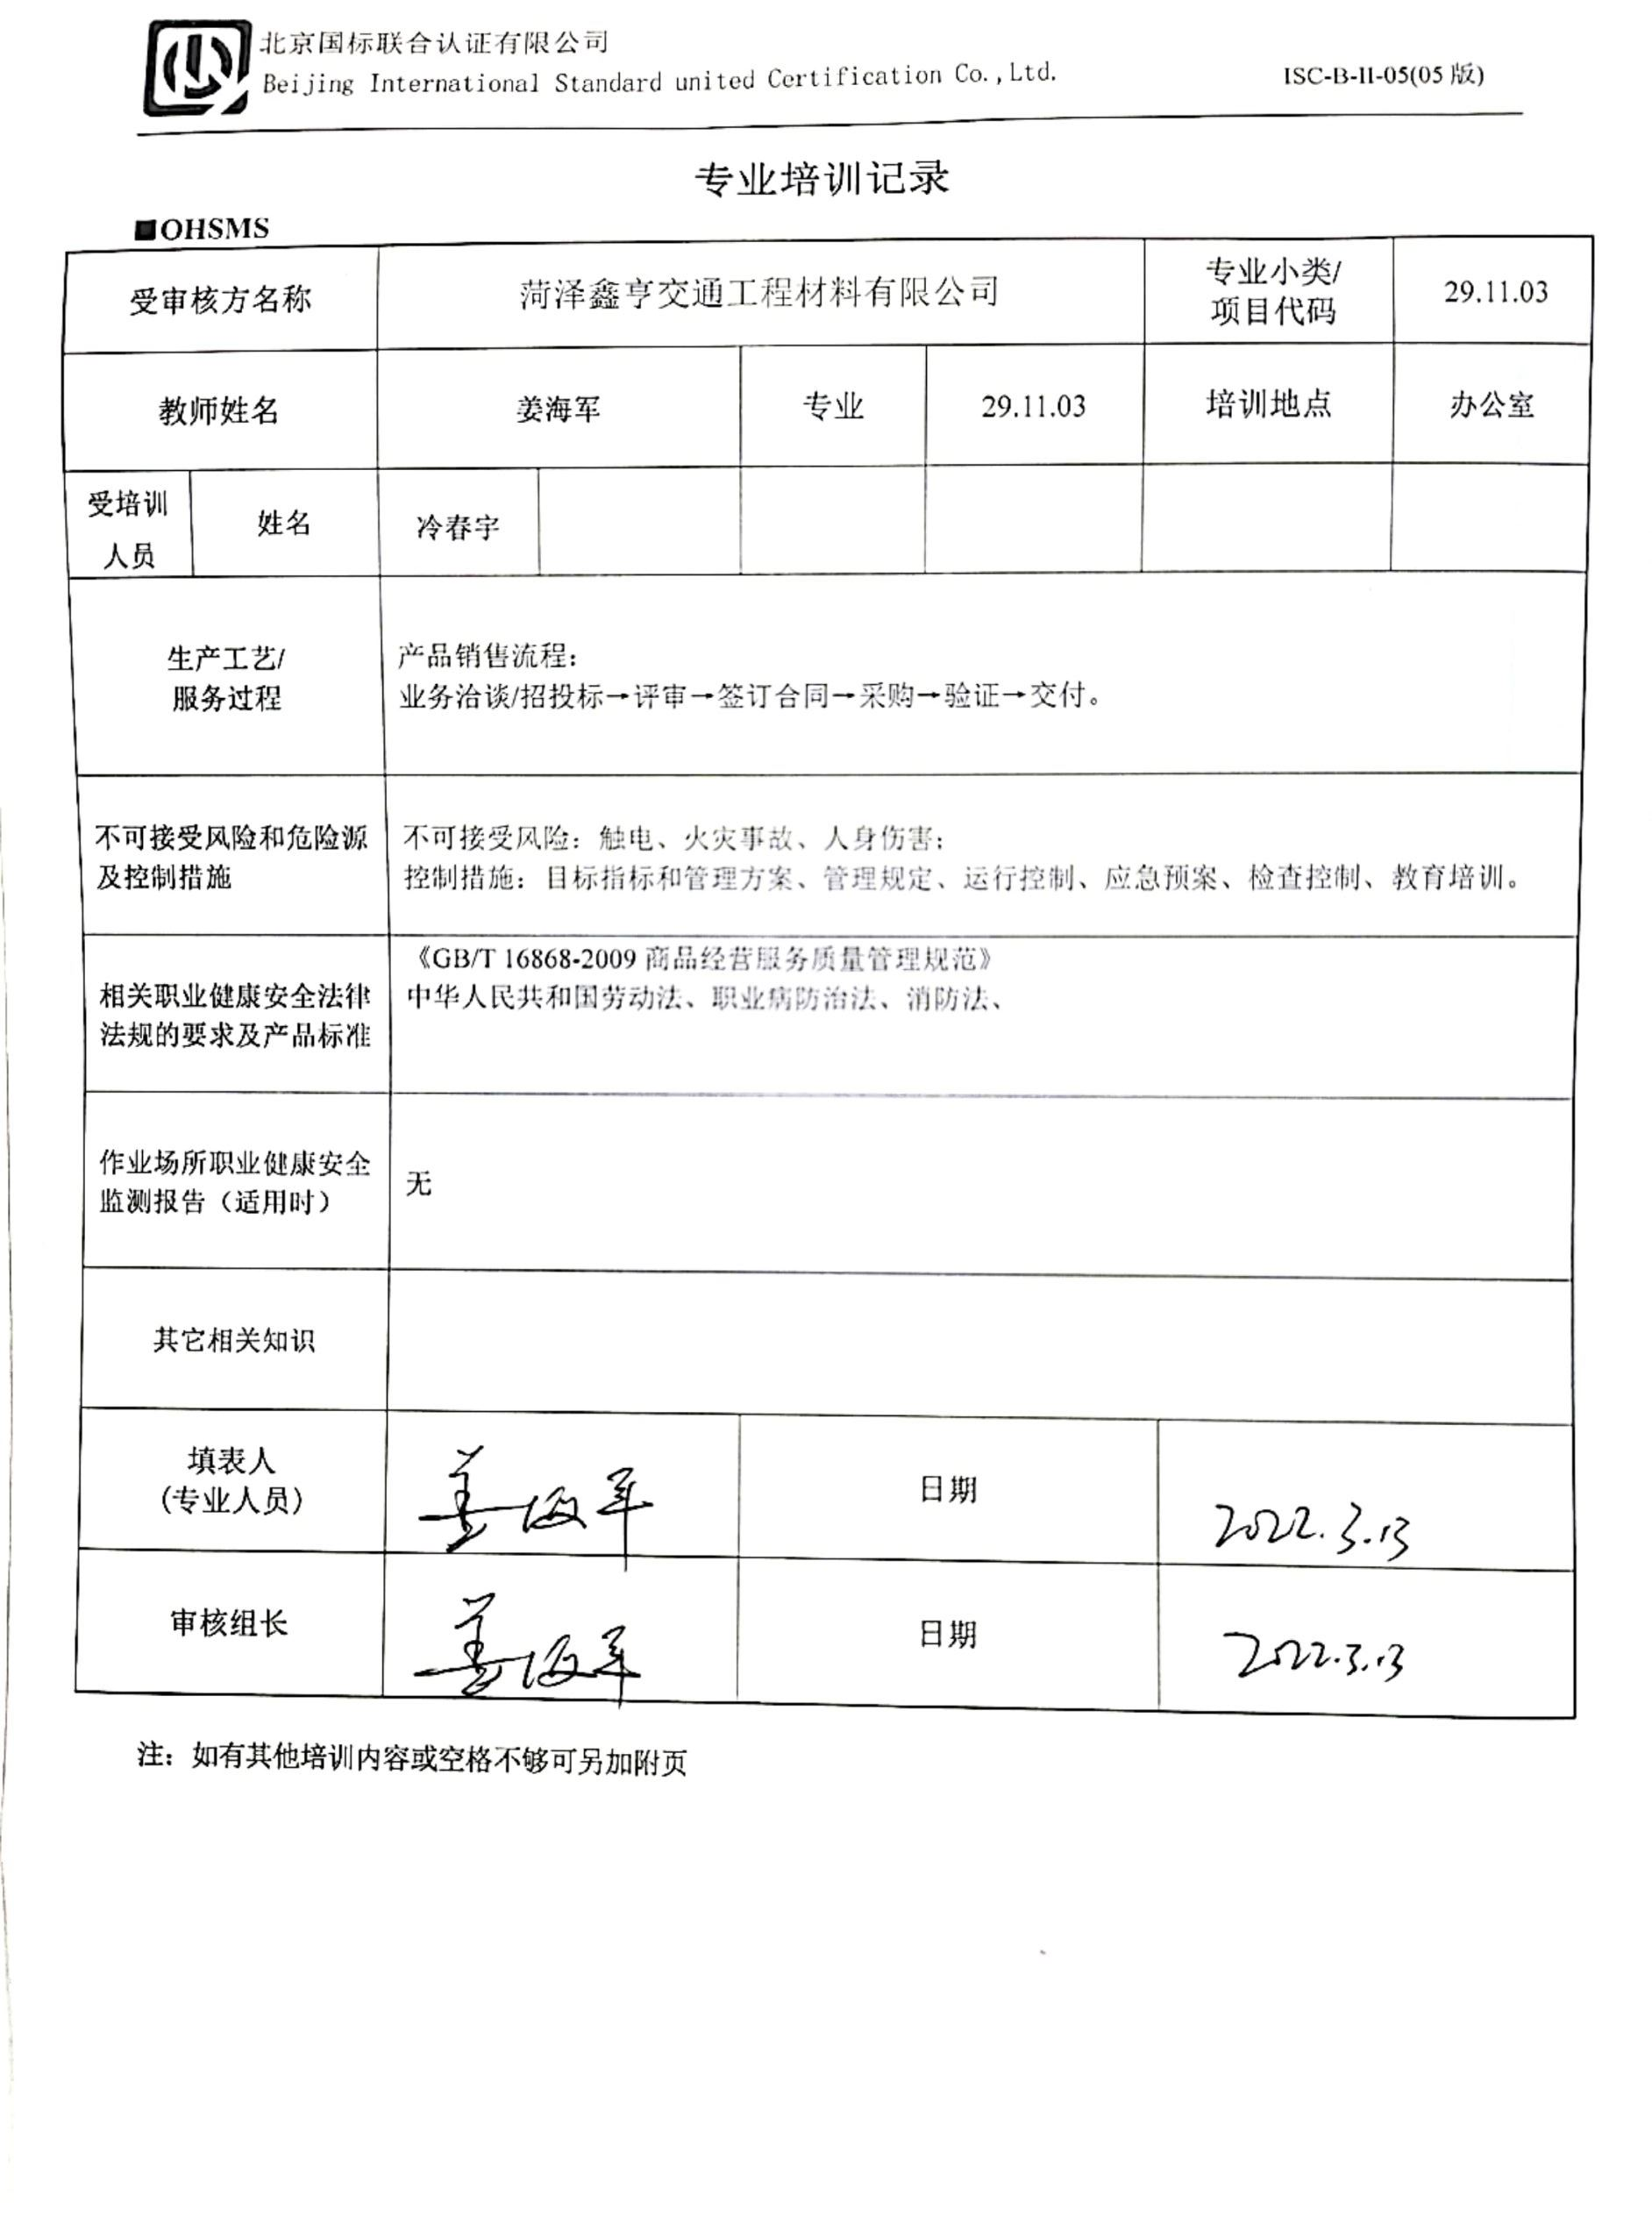 北京国标联合认证有限公司
Beijing International Standard united Certification Co.,Ltd.
ISC-B-II-05(05 版)
专业培训记录
■OHSMS
受审核方名称 菏泽鑫亨交通工程材料有限公司 专业小类/
项目代码 29.11.03
教师姓名 姜海军 专业 29.11.03 培训地点 办公室
受培训
人员 姓名 冷春宇
生产工艺/
服务过程
产品销售流程：
业务洽谈/招投标→评审→签订合同→采购→验证→交付。
不可接受风险和危险源
及控制措施
不可接受风险：触电、火灾事故、人身伤害；
控制措施：目标指标和管理方案、管理规定、运行控制、应急预案、检查控制、教育培训。
相关职业健康安全法律
法规的要求及产品标准
《GB/T 16868-2009 商品经营服务质量管理规范》
中华人民共和国劳动法、职业病防治法、消防法、
作业场所职业健康安全
监测报告（适用时）
无
其它相关知识
填表人
(专业人员)
姜海军 日期 2022.3.13
审核组长 姜海军 日期 2022.3.13
注：如有其他培训内容或空格不够可另加附页